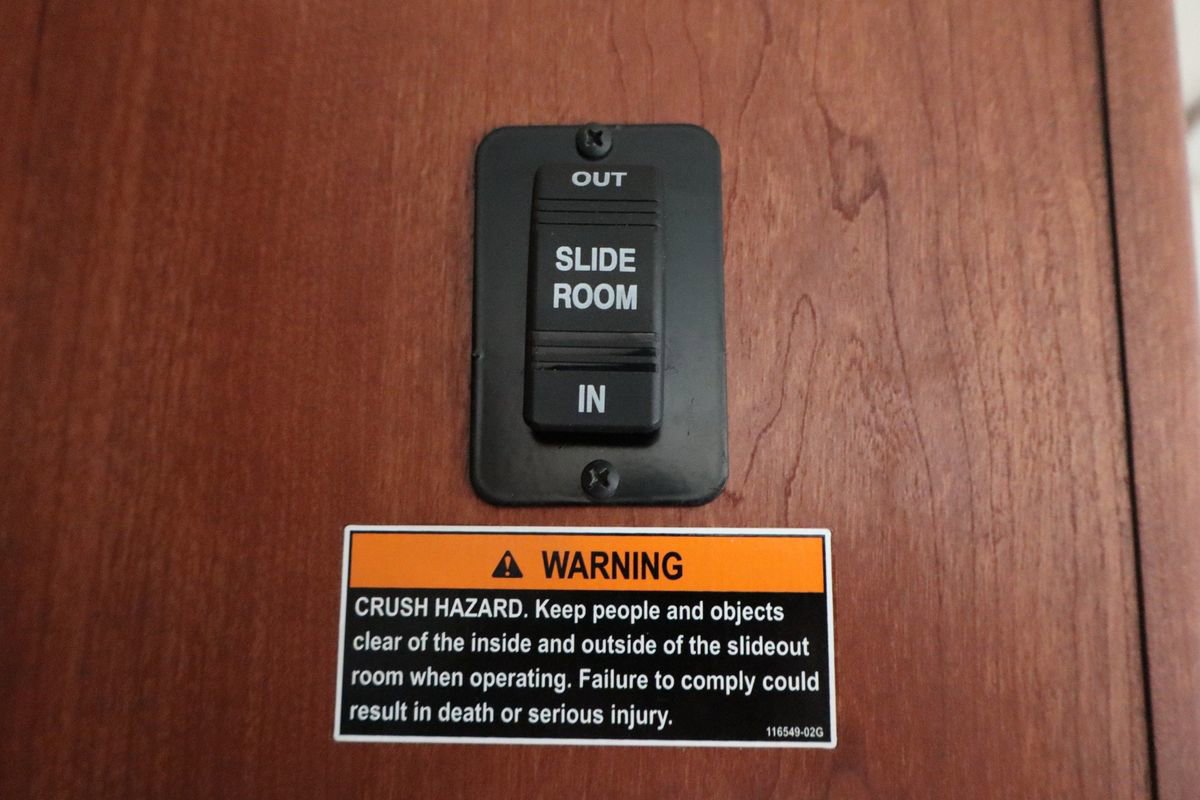 OUT
SLIDE
ROOM
IN
WARNING
CRUSH HAZARD. Keep people and objects
clear of the inside and outside of the slideout
room when operating. Failure to comply could
result in death or serious injury.
116549-02G